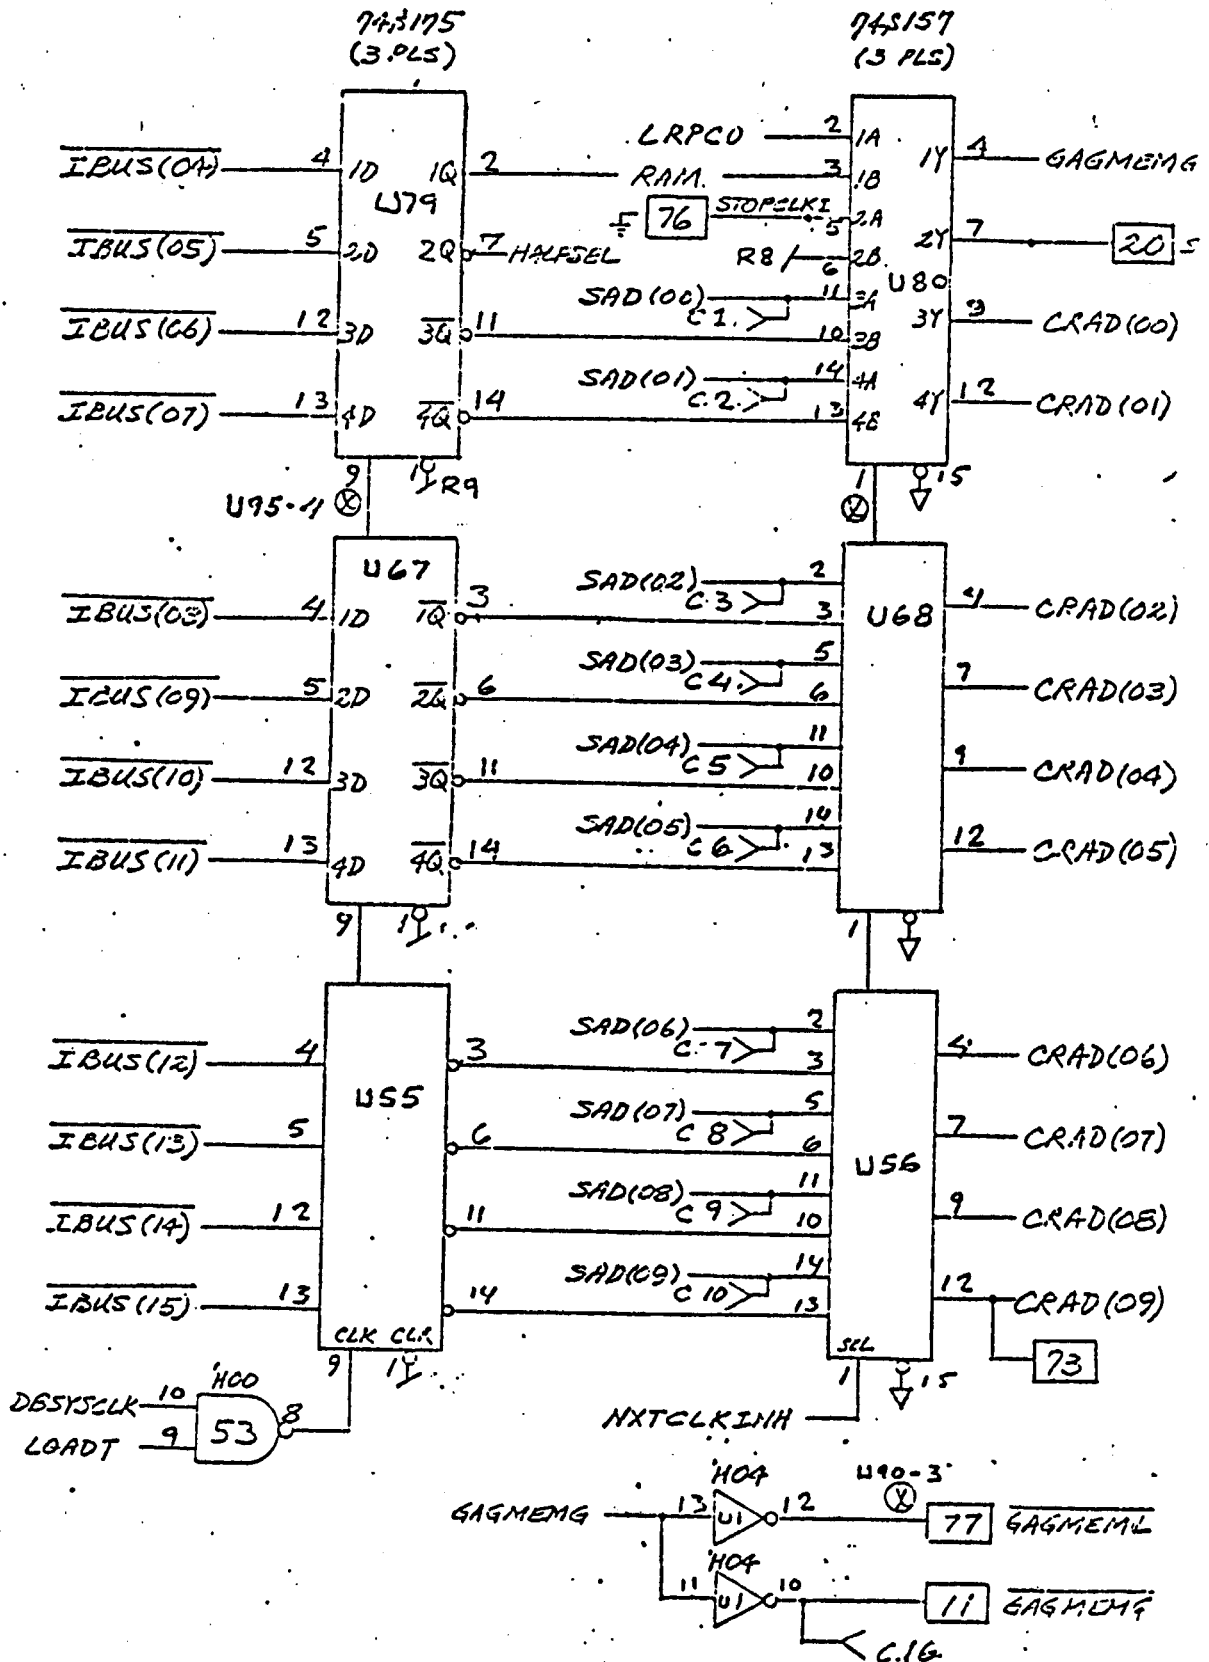 74S175
(3 PLS)
74S157
(3 PLS)
IBUS(04) 4 1D 1Q 2 RAM. 3 1B
U79
LRPCO 2 1A
1Y 4 GAGMEMG
76 STOPCLKI 5 2A
IBUS(05) 5 2D 2Q 7 HALFSEL
R8 6 2B
2Y 7 20 S
U80
SAD(00) 11 3A
C1.
IBUS(06) 12 3D 3Q 11 10 3B
3Y 9 CRAD(00)
SAD(01) 14 4A
C.2.
IBUS(07) 13 4D 4Q 14 13 4B
4Y 12 CRAD(01)
9 1 R9
U95-11 X
1 15
X
U67
SAD(02) 2
C.3
IBUS(08) 4 1D 1Q 3 3
U68
4 CRAD(02)
SAD(03) 5
C4.
IBUS(09) 5 2D 2Q 6 6
7 CRAD(03)
SAD(04) 11
C5
IBUS(10) 12 3D 3Q 11 10
9 CRAD(04)
SAD(05) 14
C6
IBUS(11) 13 4D 4Q 14 13
12 CRAD(05)
9 1
1
SAD(06) 2
C.7
IBUS(12) 4 3 3
4 CRAD(06)
U55
SAD(07) 5
C8
IBUS(13) 5 6 6
7 CRAD(07)
U56
SAD(08) 11
C9
IBUS(14) 12 11 10
9 CRAD(08)
SAD(09) 14
C10
IBUS(15) 13 14 13
12 CRAD(09)
CLK CLR
SEL
73
9 1
1 15
'H00
DGSYSCLK 10
53 8
LOADT 9
NXTCLKINH
'H04
U90-3
X
GAGMEMG 13 U1 12 77 GAGMEML
'H04
11 U1 10 11 GAGMEMG
C.16